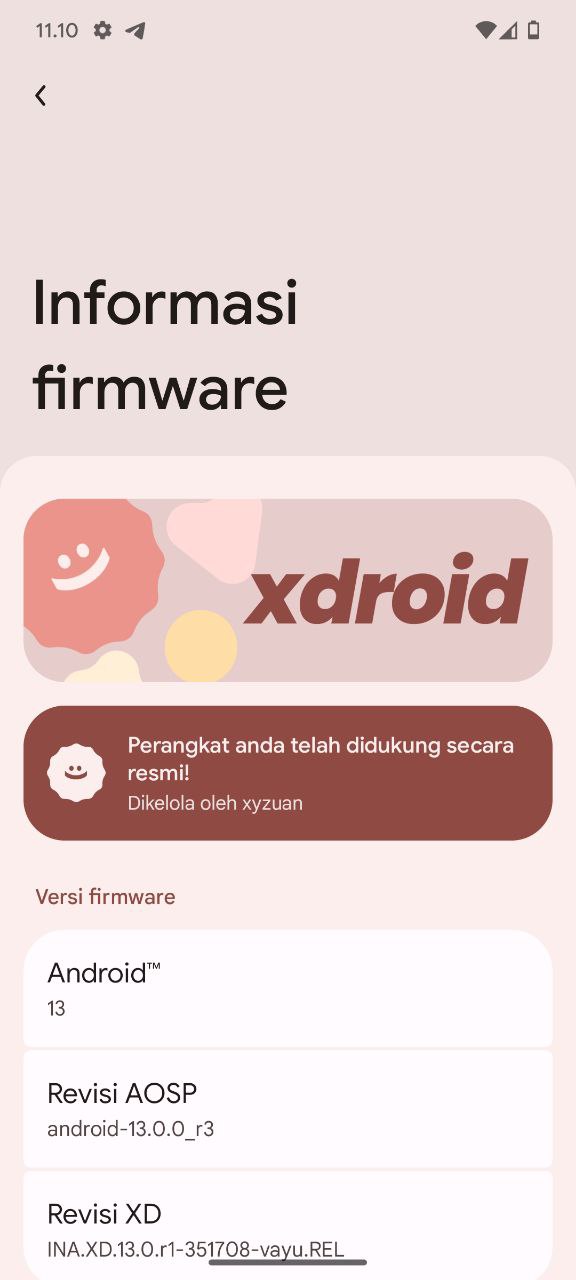 11.10
Informasi
firmware
xdroid
Perangkat anda telah didukung secara
resmi!
Dikelola oleh xyzuan
Versi firmware
Android™
13
Revisi AOSP
android-13.0.0_r3
Revisi XD
INA.XD.13.0.r1-351708-vayu.REL